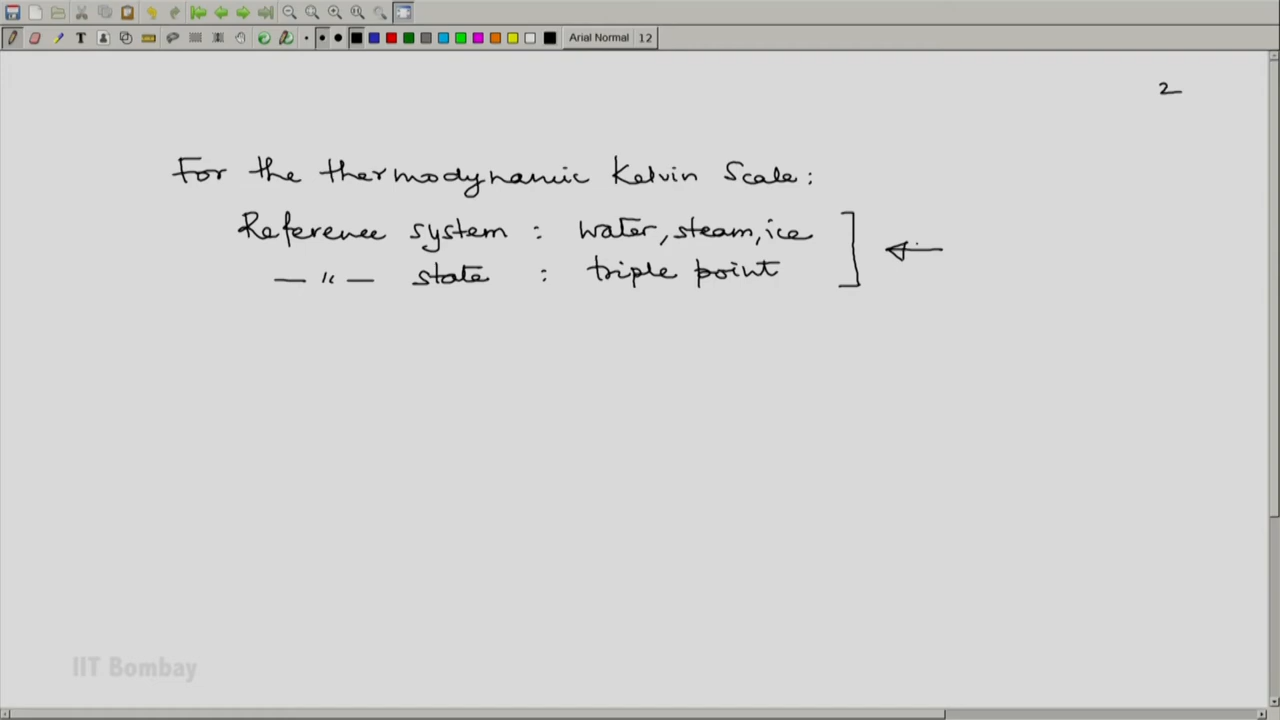 Arial Normal 12
2
For the thermodynamic Kelvin Scale:
Reference system : water, steam, ice
— " — state : triple point
IIT Bombay